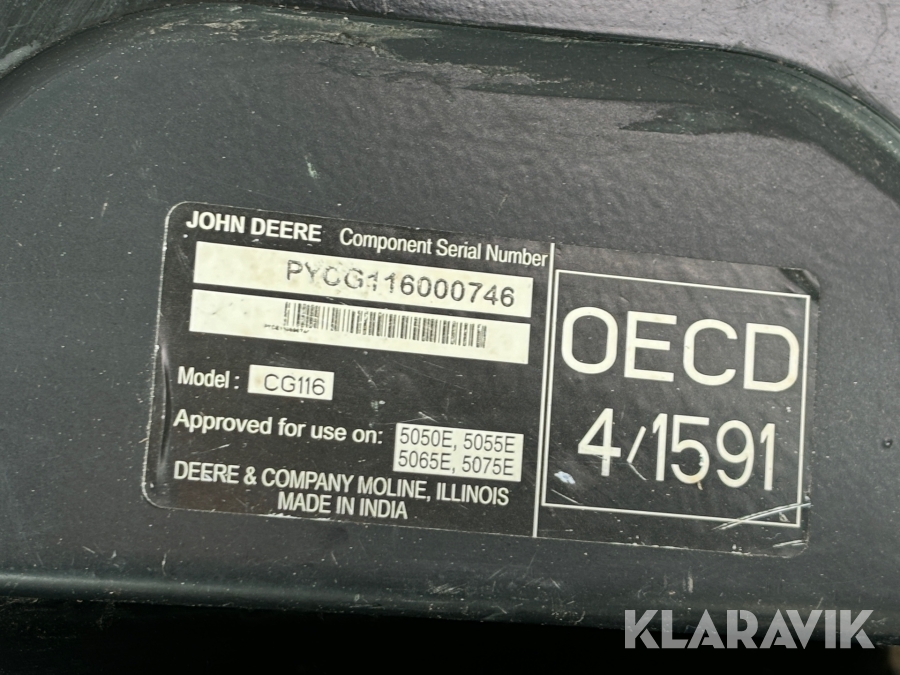 JOHN DEERE Component Serial Number
PYCG116000746
Model : CG116
Approved for use on: 5050E, 5055E
5065E, 5075E
DEERE & COMPANY MOLINE, ILLINOIS
MADE IN INDIA
OECD
4/1591
KLARAVIK